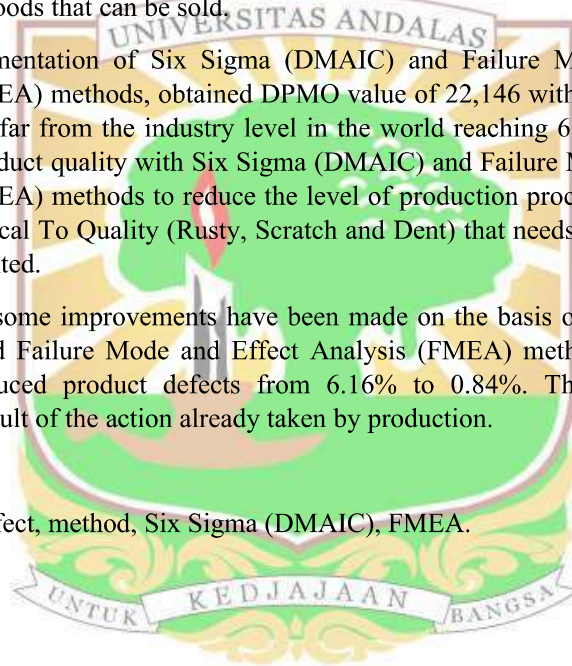 oods that can be sold.
UNIVERSITAS ANDALAS
mentation of Six Sigma (DMAIC) and Failure M
EA) methods, obtained DPMO value of 22,146 with
far from the industry level in the world reaching 6
duct quality with Six Sigma (DMAIC) and Failure M
EA) methods to reduce the level of production proc
ical To Quality (Rusty, Scratch and Dent) that needs
ited.
some improvements have been made on the basis o
d Failure Mode and Effect Analysis (FMEA) meth
uced product defects from 6.16% to 0.84%. Th
ult of the action already taken by production.
fect, method, Six Sigma (DMAIC), FMEA.
UNTUK KEDJAJAAN BANGSA